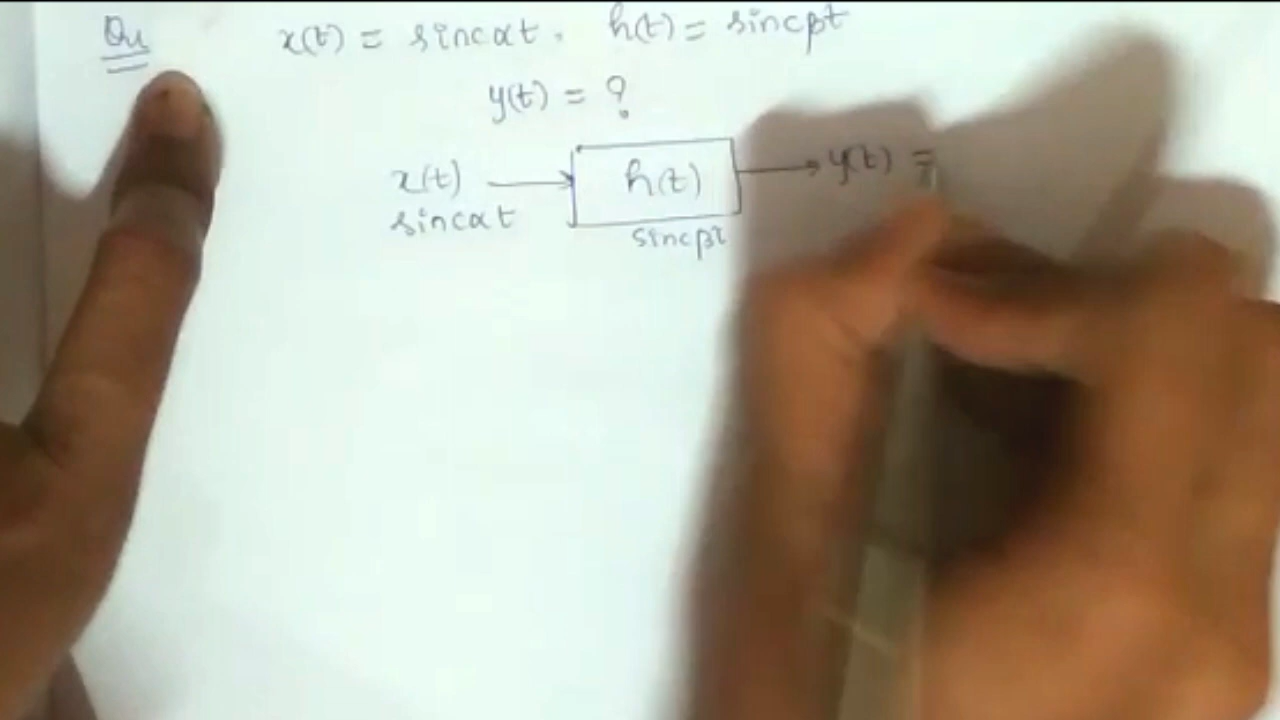 Qu x(t) = sincαt, h(t) = sincβt
y(t) = ?
x(t) h(t) y(t) =
sincαt sincβt